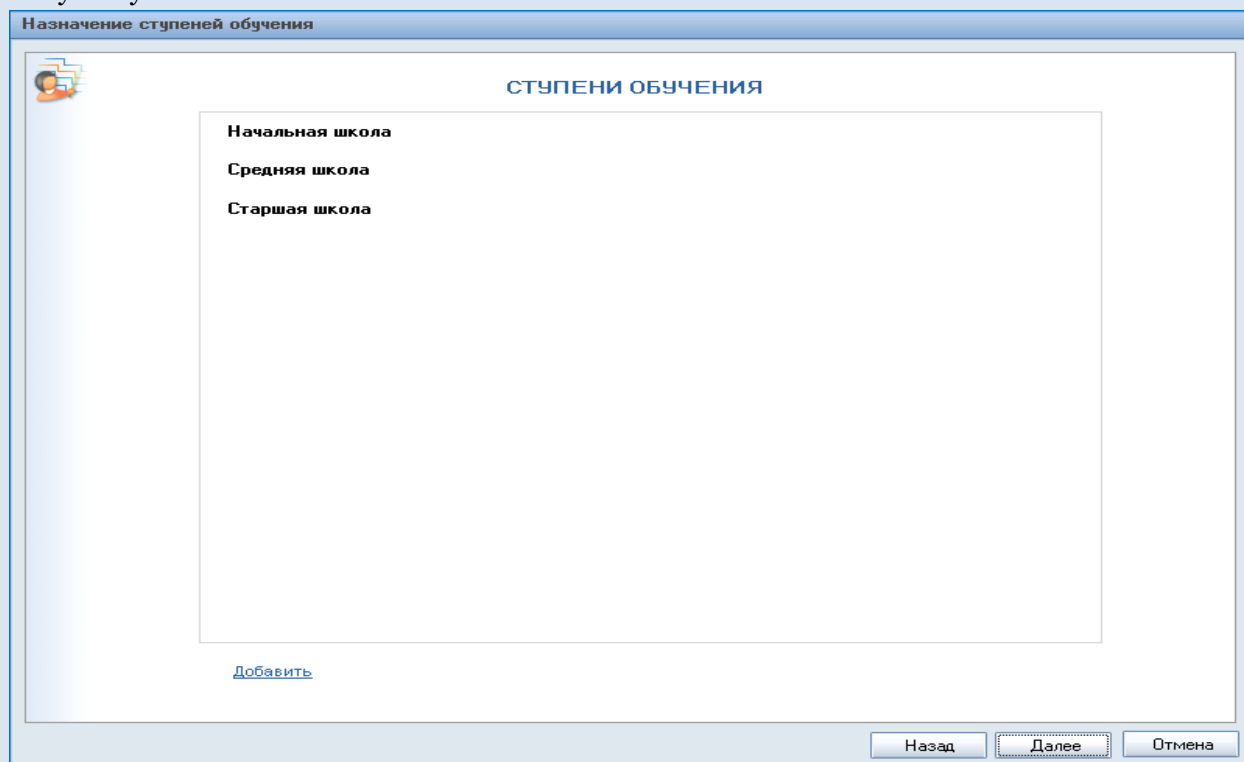 Назначение ступеней обучения
СТУПЕНИ ОБУЧЕНИЯ
Начальная школа
Средняя школа
Старшая школа
Добавить
Назад
Далее
Отмена